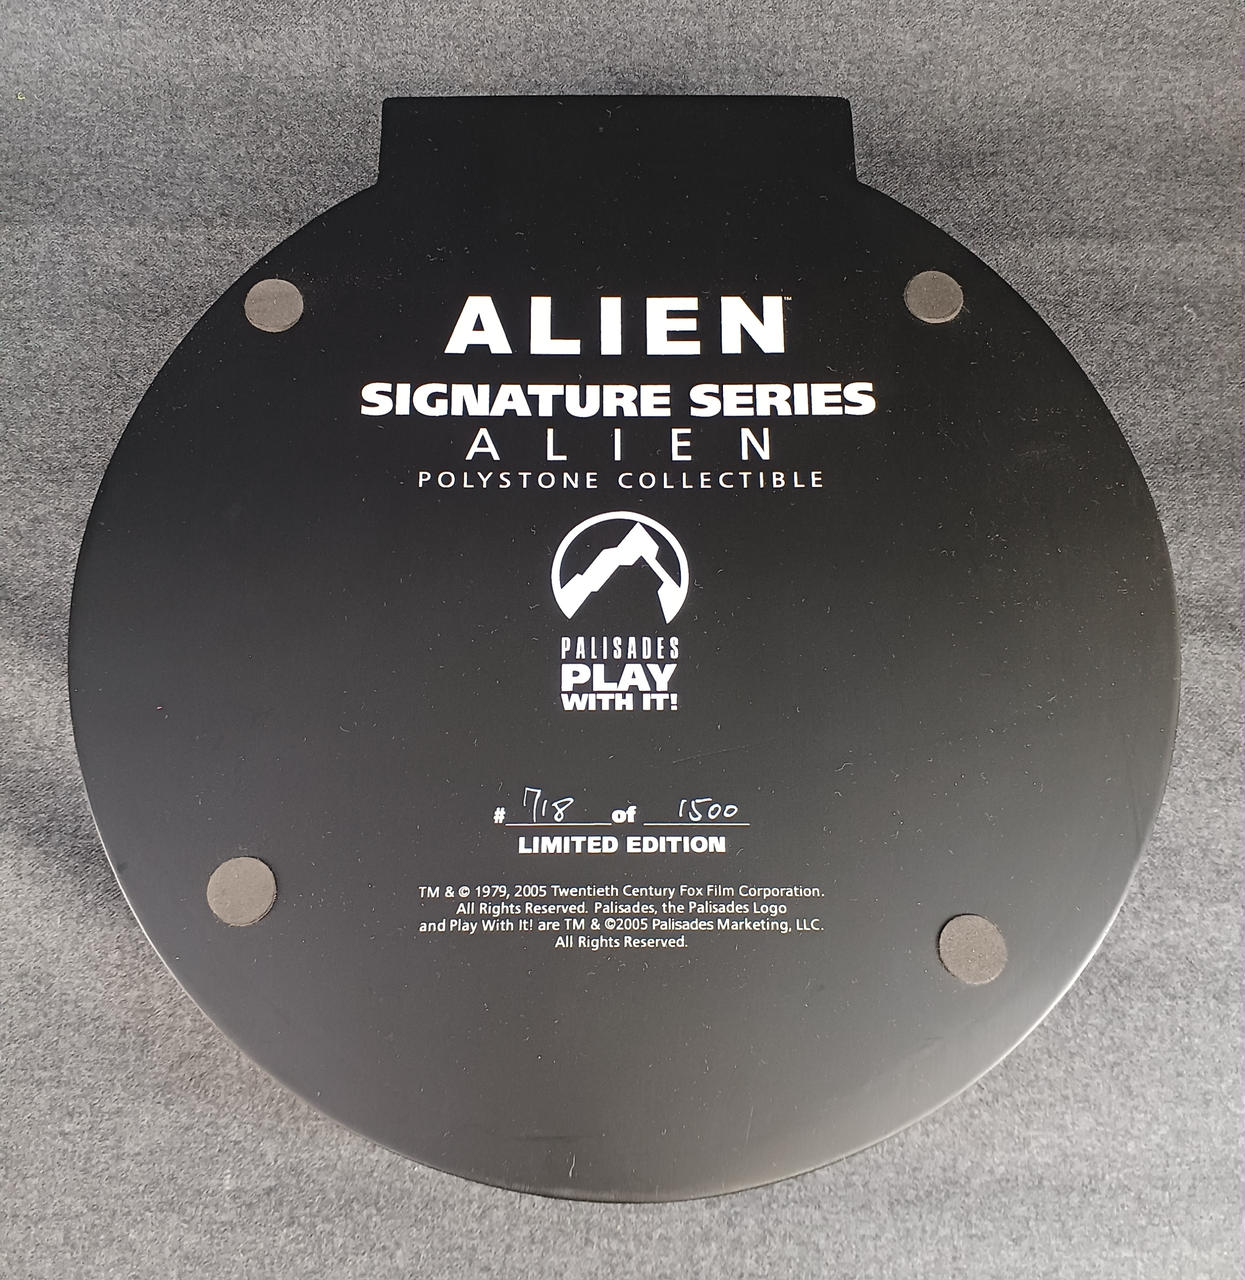 ALIEN™
SIGNATURE SERIES
ALIEN
POLYSTONE COLLECTIBLE
PALISADES
PLAY
WITH IT!
# 718 of 1500
LIMITED EDITION
TM & © 1979, 2005 Twentieth Century Fox Film Corporation.
All Rights Reserved. Palisades, the Palisades Logo
and Play With It! are TM & ©2005 Palisades Marketing, LLC.
All Rights Reserved.